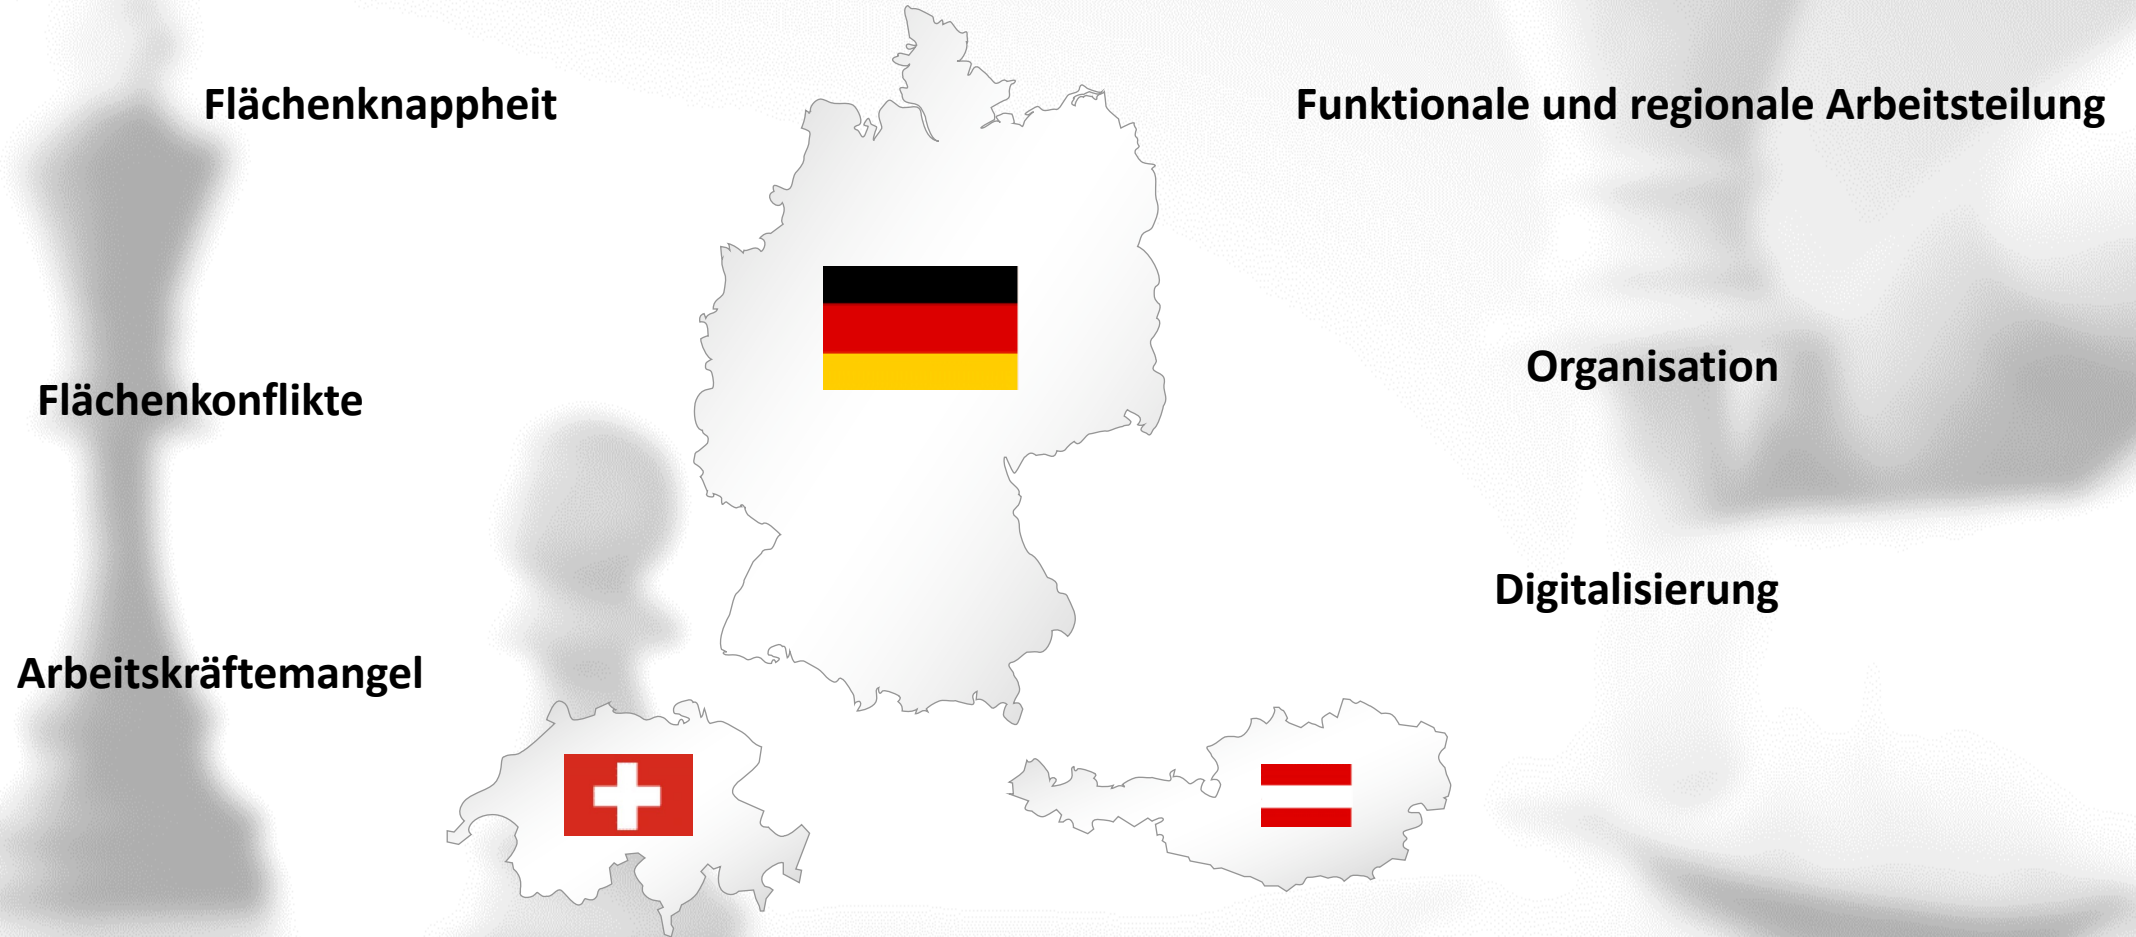 Flächenknappheit
Funktionale und regionale Arbeitsteilung
Flächenkonflikte
Organisation
Arbeitskräftemangel
Digitalisierung